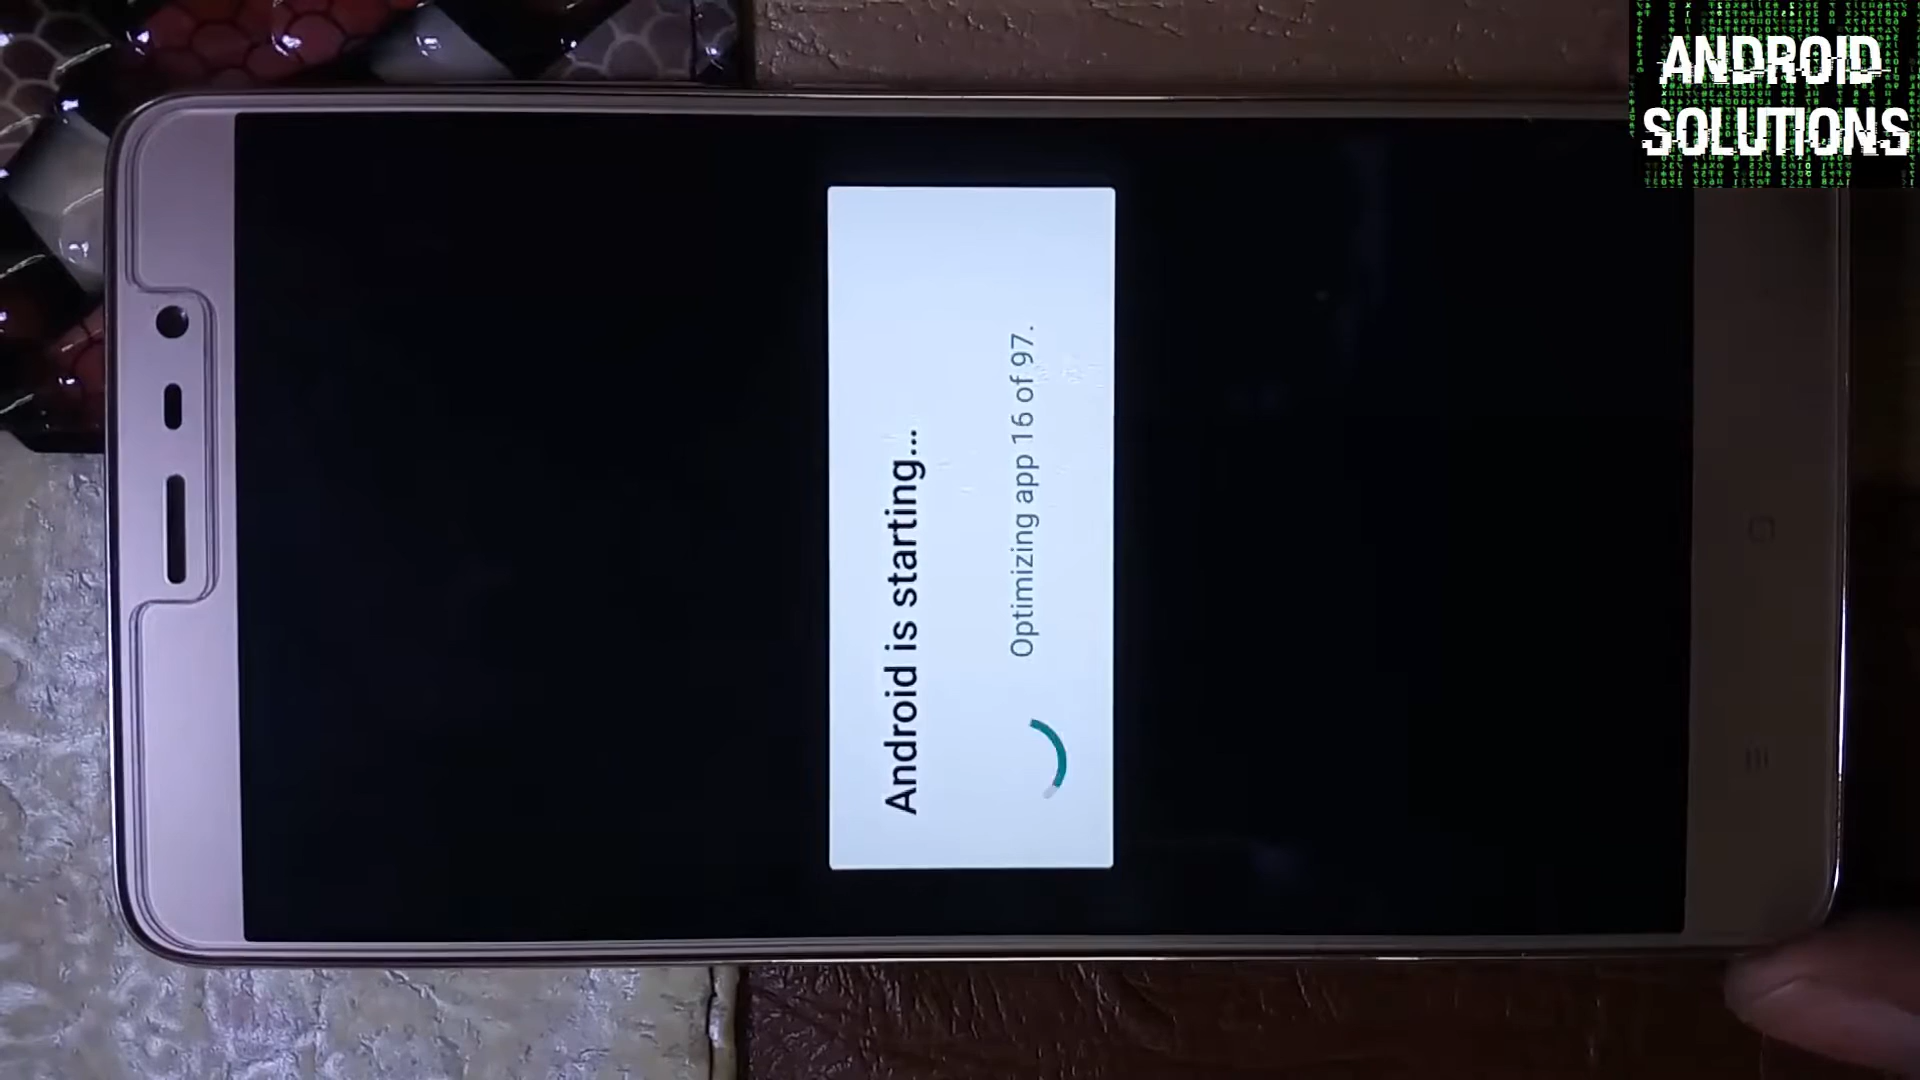 ANDROID
SOLUTIONS
Android is starting...
Optimizing app 16 of 97.